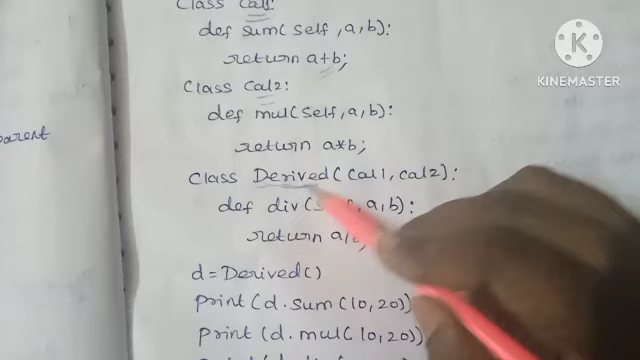 Class Cal1:
def sum(self,a,b):
return a+b;
Class Cal2:
def mul(self,a,b):
return a*b;
Class Derived(Cal1,Cal2):
def div(self,a,b):
return a/b;
d=Derived()
print(d.sum(10,20))
print(d.mul(10,20))
parent
KINEMASTER